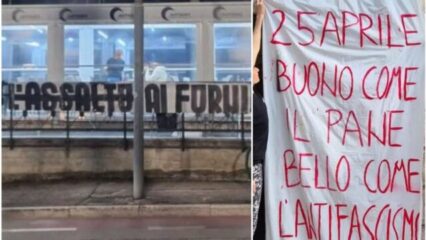 L'ASSALTO AI FORNI
25 APRILE
BUONO COME
IL PANE
BELLO COME
L'ANTIFASCISMO